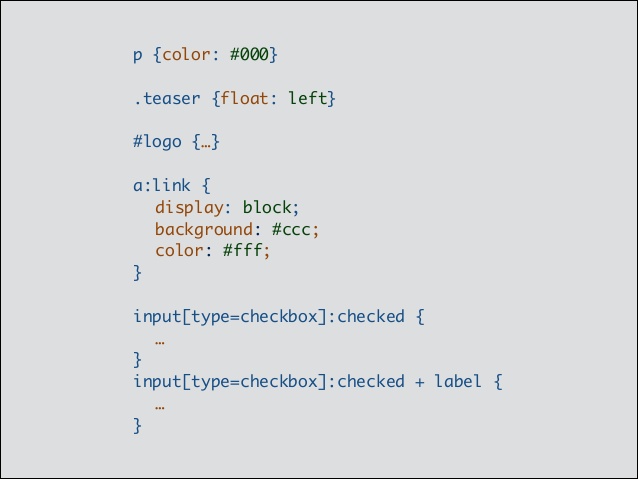 p {color: #000}
.teaser {float: left}
#logo {…}
a:link {
display: block;
background: #ccc;
color: #fff;
}
input[type=checkbox]:checked {
…
}
input[type=checkbox]:checked + label {
…
}